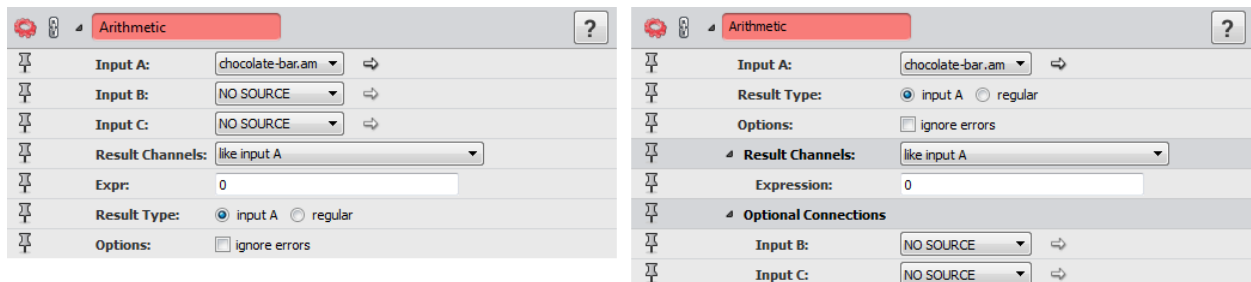 Arithmetic
?
Input A: chocolate-bar.am
Input B: NO SOURCE
Input C: NO SOURCE
Result Channels: like input A
Expr: 0
Result Type: input A regular
Options: ignore errors
Arithmetic
?
Input A: chocolate-bar.am
Result Type: input A regular
Options: ignore errors
Result Channels: like input A
Expression: 0
Optional Connections
Input B: NO SOURCE
Input C: NO SOURCE